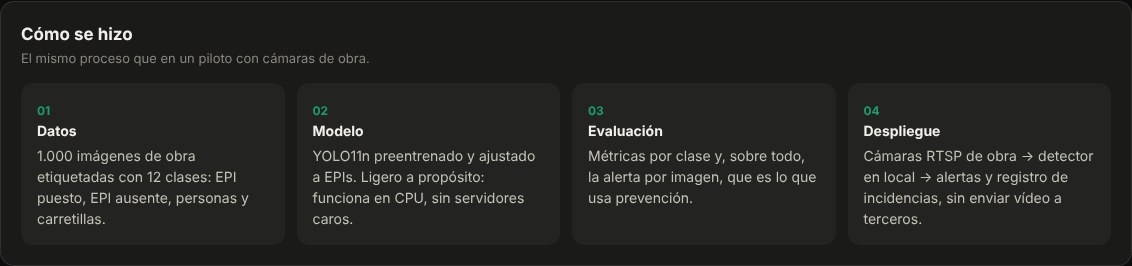 Cómo se hizo
El mismo proceso que en un piloto con cámaras de obra.
01
Datos
1.000 imágenes de obra
etiquetadas con 12 clases: EPI
puesto, EPI ausente, personas y
carretillas.
02
Modelo
YOLO11n preentrenado y ajustado
a EPIs. Ligero a propósito:
funciona en CPU, sin servidores
caros.
03
Evaluación
Métricas por clase y, sobre todo,
la alerta por imagen, que es lo que
usa prevención.
04
Despliegue
Cámaras RTSP de obra → detector
en local → alertas y registro de
incidencias, sin enviar vídeo a
terceros.